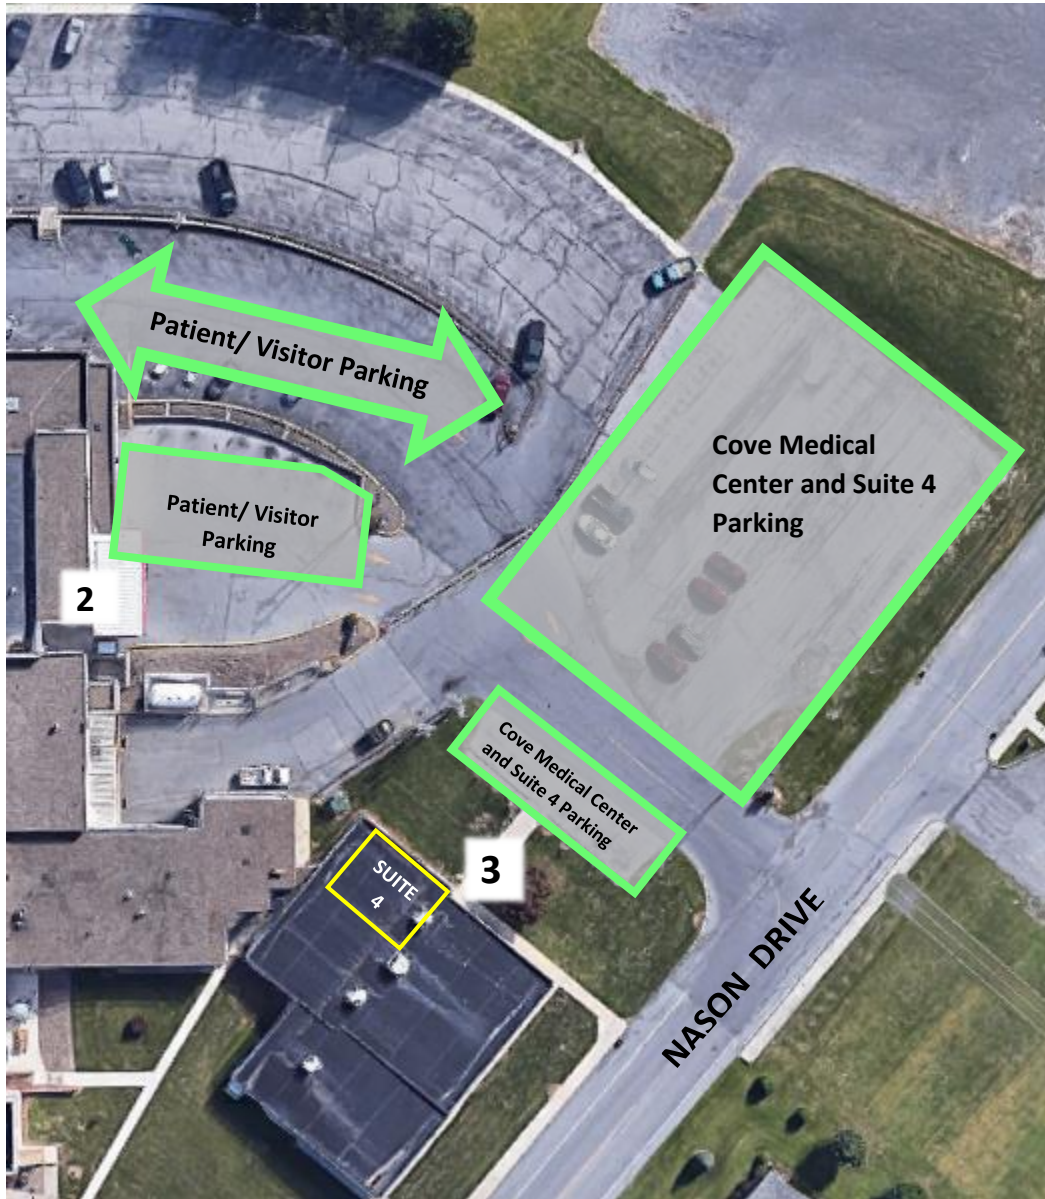 Patient/ Visitor Parking
Cove Medical
Center and Suite 4
Parking
Patient/ Visitor
Parking
2
Cove Medical Center
and Suite 4 Parking
3
SUITE
4
NASON DRIVE